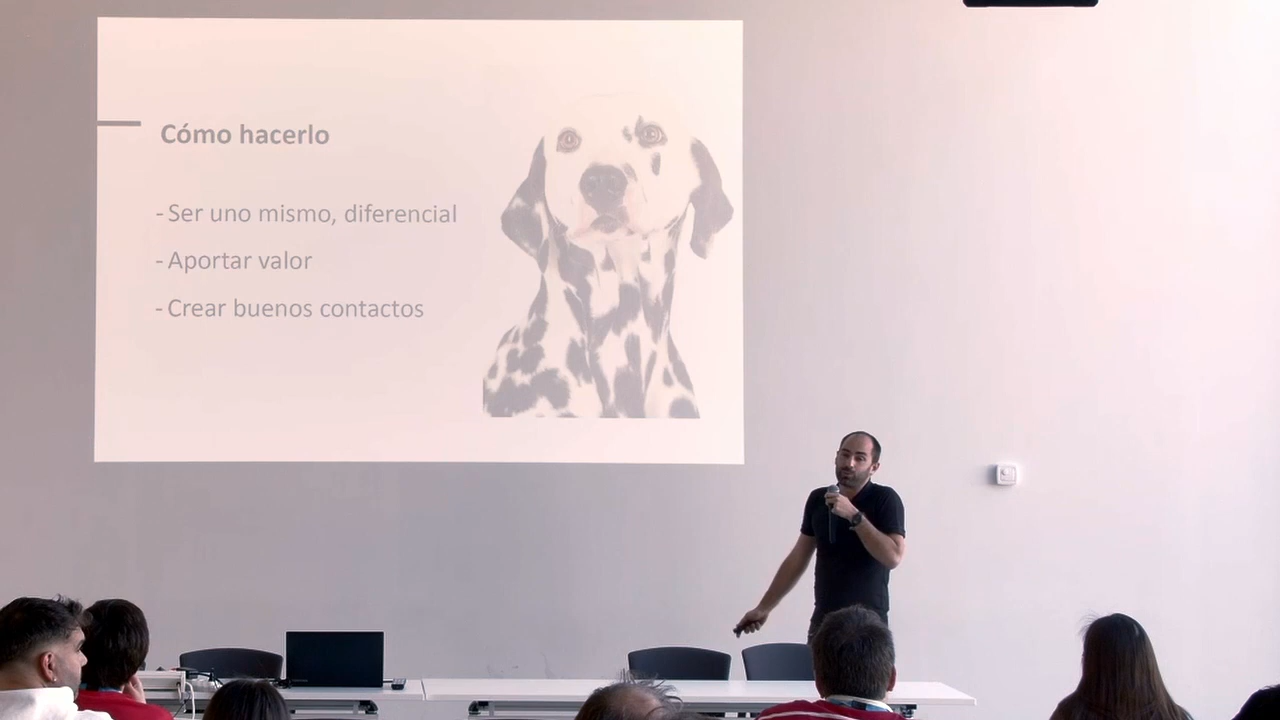 Cómo hacerlo
- Ser uno mismo, diferencial
- Aportar valor
- Crear buenos contactos